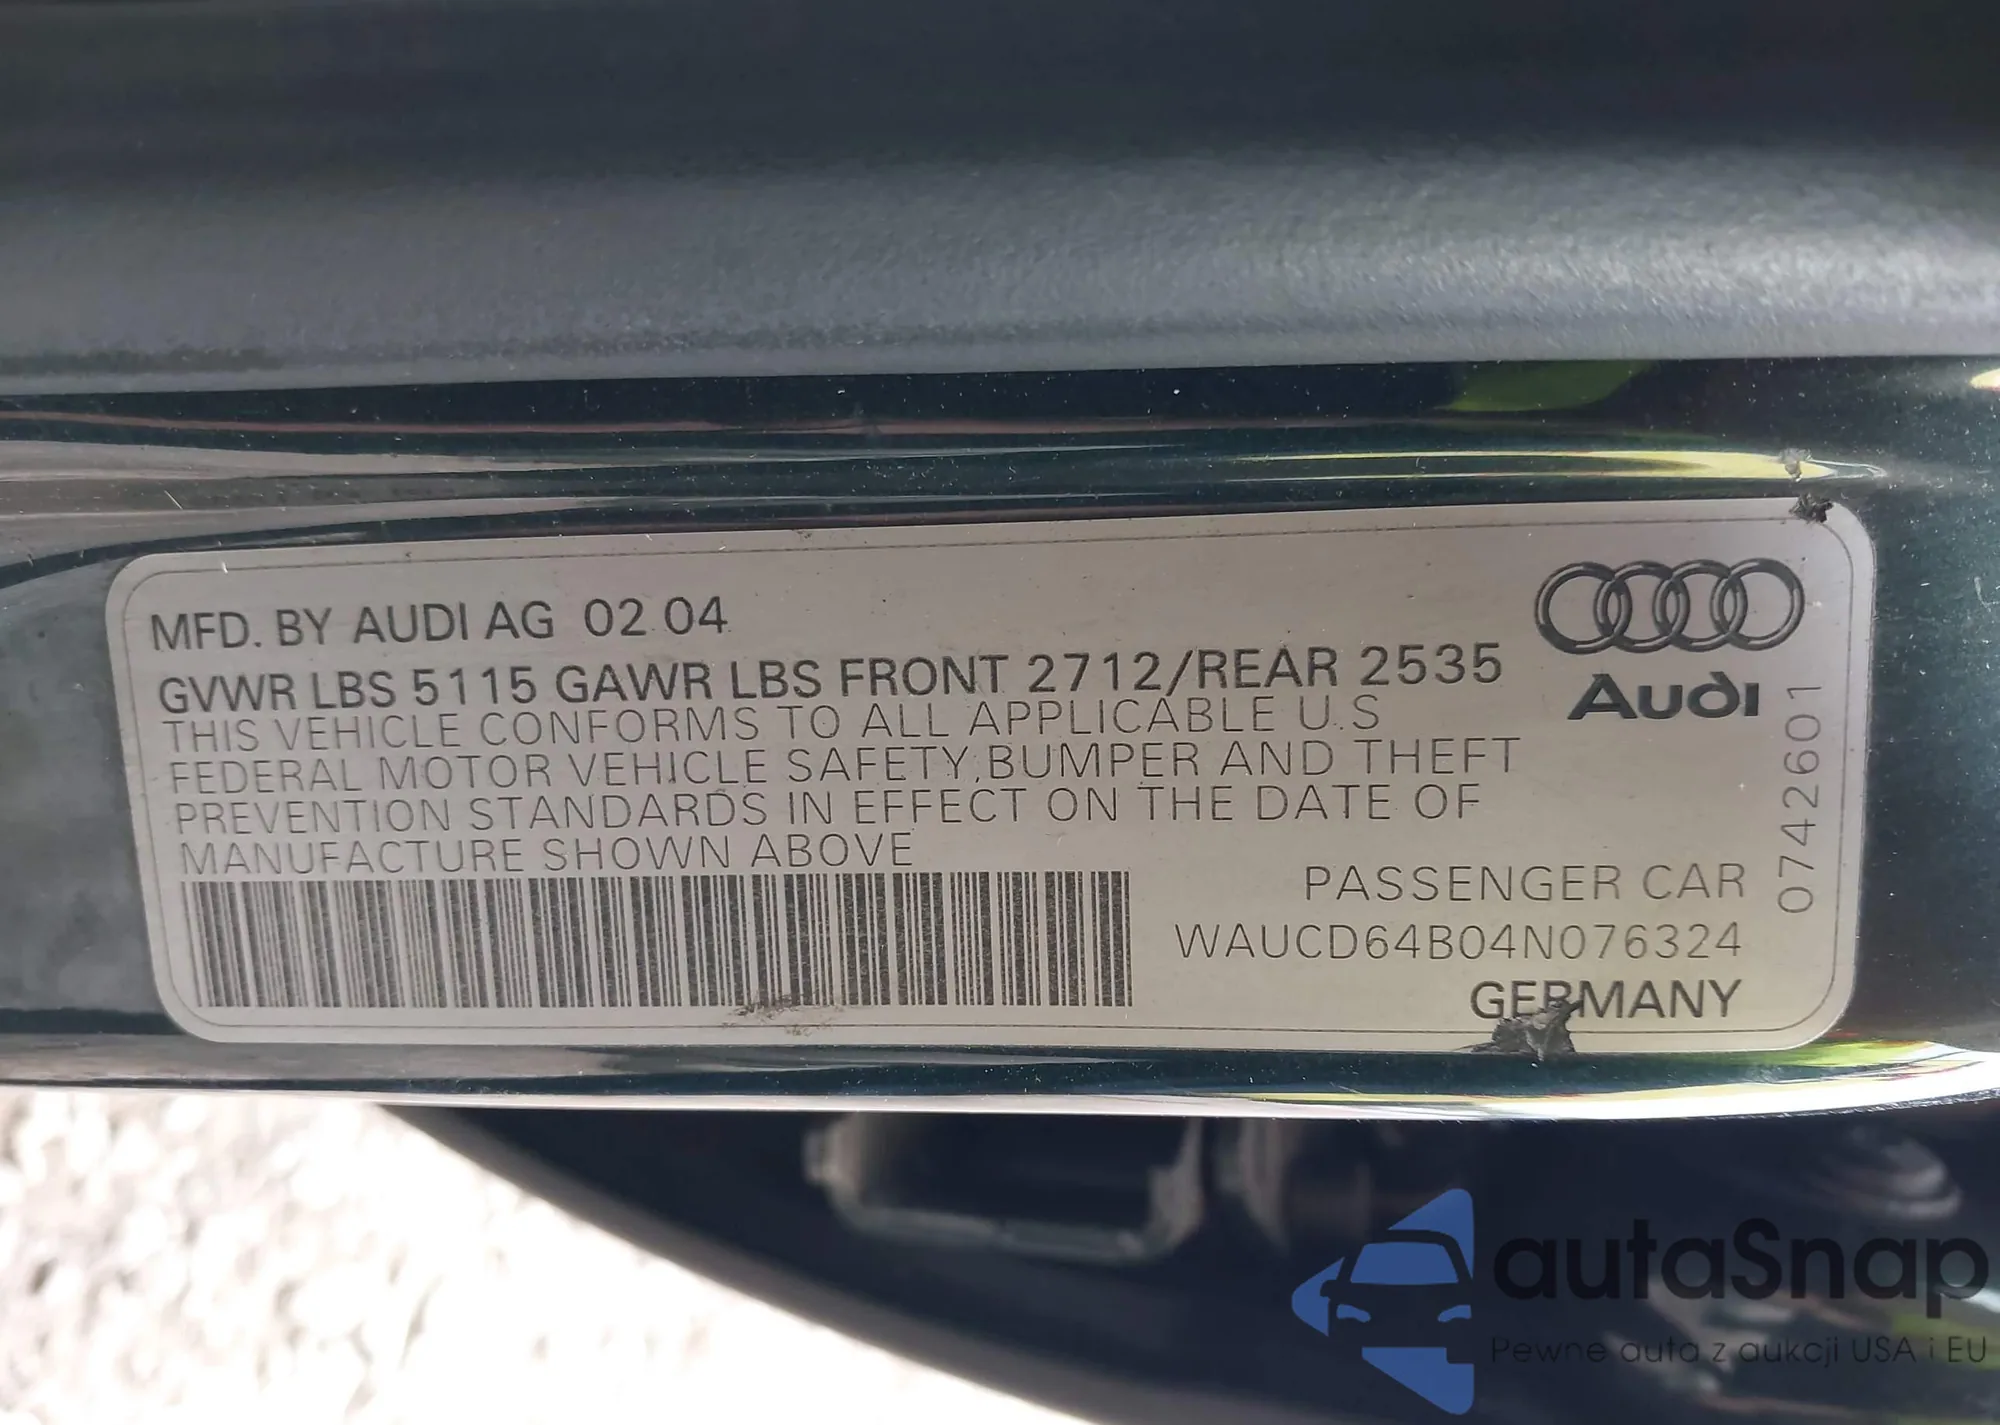 MFD. BY AUDI AG 02 04
GVWR LBS 5115 GAWR LBS FRONT 2712/REAR 2535
THIS VEHICLE CONFORMS TO ALL APPLICABLE U.S
FEDERAL MOTOR VEHICLE SAFETY,BUMPER AND THEFT
PREVENTION STANDARDS IN EFFECT ON THE DATE OF
MANUFACTURE SHOWN ABOVE
Audi
0742601
PASSENGER CAR
WAUCD64B04N076324
GERMANY
autaSnap
Pewne auta z aukcji USA i EU